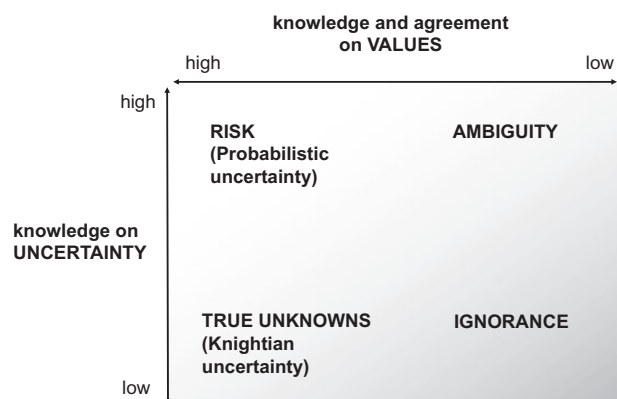 knowledge and agreement
on VALUES
high
low
high
RISK
(Probabilistic
uncertainty)
AMBIGUITY
knowledge on
UNCERTAINTY
TRUE UNKNOWNS
(Knightian
uncertainty)
IGNORANCE
low